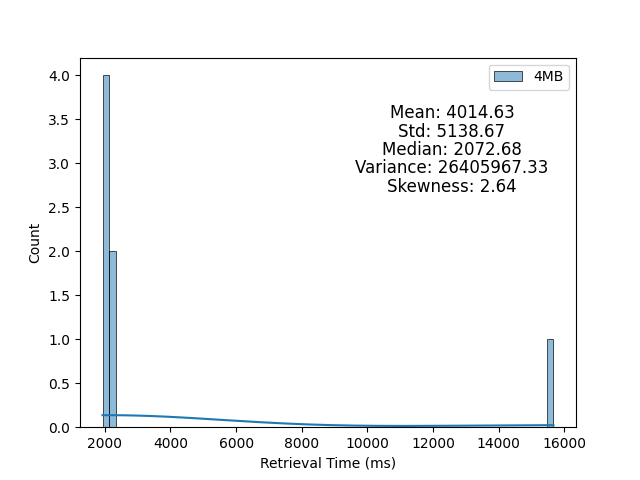 4MB
Mean: 4014.63
Std: 5138.67
Median: 2072.68
Variance: 26405967.33
Skewness: 2.64
4.0
3.5
3.0
2.5
2.0
1.5
1.0
0.5
0.0
Count
2000 4000 6000 8000 10000 12000 14000 16000
Retrieval Time (ms)